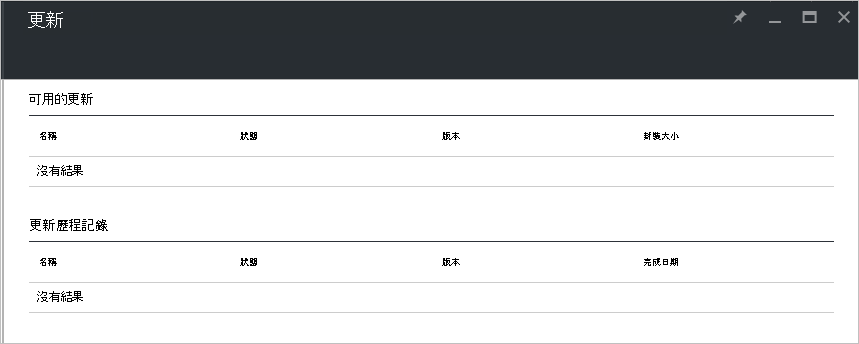 更新
可用的更新
名稱 狀態 版本 封裝大小
沒有結果
更新歷程記錄
名稱 狀態 版本 完成日期
沒有結果